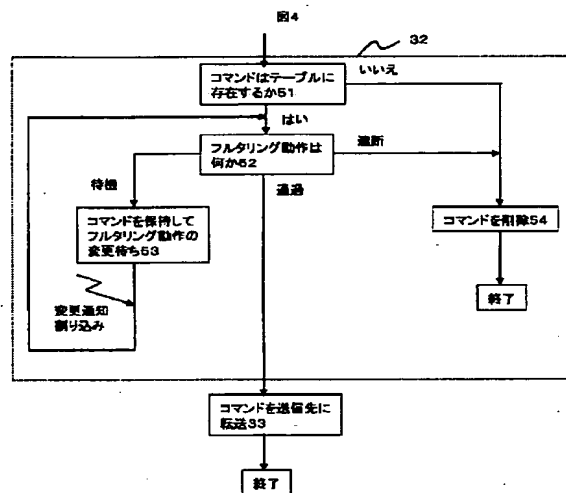 図4
32
コマンドはテーブルに
存在するか51
いいえ
はい
フルタリング動作は
何か52
遮断
待機
通過
コマンドを保持して
フルタリング動作の
変更待ち53
コマンドを削除54
変更通知
割り込み
終了
コマンドを送信先に
転送33
終了